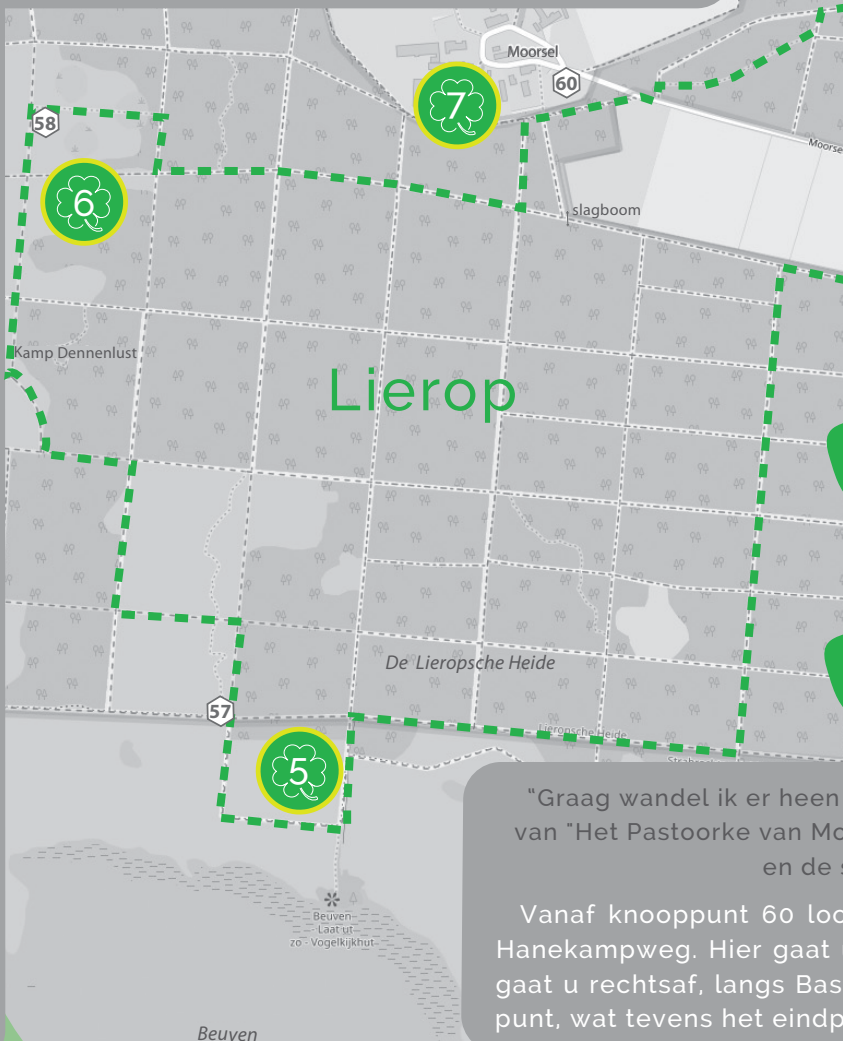 Moorsel
60
7
58
Moorse
6
slagboom
Kamp Dennenlust
Lierop
De Lieropsche Heide
57
Lieropsche Heide
5
"Graag wandel ik er heen
van "Het Pastoorke van Mo
en de s
Vanaf knooppunt 60 loo
Hanekampweg. Hier gaat u
gaat u rechtsaf, langs Bas
punt, wat tevens het eindp
Beuven
- Laat ut
zo - Vogelkijkhut
Beuven